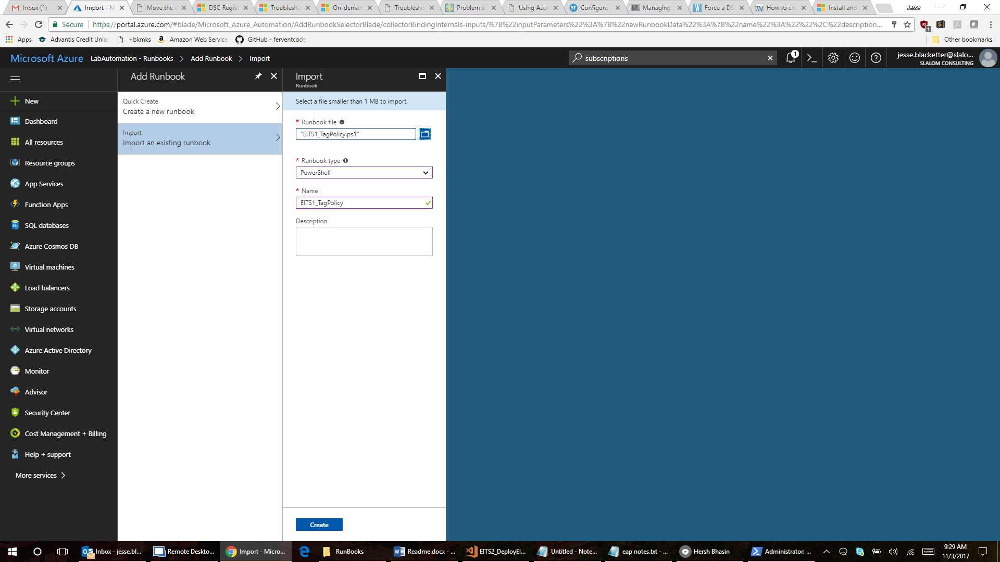 Inbox (1) -
Import - M
Move the A
DSC Regist
Troublesho
On-deman
Troublesho
Problem se
Using Azur
Configure
Managing
Force a DS
How to cre
Install and
Jesse
Secure
https://portal.azure.com/#blade/Microsoft_Azure_Automation/AddRunbookSelectorBlade/collectorBindingInternals-inputs/%7B%22inputParameters%22%3A%7B%22newRunbookData%22%3A%7B%22name%22%3A%22%22%2C%22description...
Apps
Advantis Credit Union
+bkmks
Amazon Web Service
GitHub - ferventcode
Other bookmarks
Microsoft Azure
LabAutomation - Runbooks
Add Runbook
Import
subscriptions
1
jesse.blacketter@slalo...
SLALOM CONSULTING
New
Dashboard
All resources
Resource groups
App Services
Function Apps
SQL databases
Azure Cosmos DB
Virtual machines
Load balancers
Storage accounts
Virtual networks
Azure Active Directory
Monitor
Advisor
Security Center
Cost Management + Billing
Help + support
More services
Add Runbook
Quick Create
Create a new runbook
Import
Import an existing runbook
Import
Runbook
Select a file smaller than 1 MB to import.
* Runbook file
"EITS1_TagPolicy.ps1"
* Runbook type
PowerShell
* Name
EITS1_TagPolicy
Description
Create
Inbox - jesse.bl...
Remote Deskto...
Import - Micro...
RunBooks
Readme.docx - ...
EITS2_DeployEl...
Untitled - Note...
eap notes.txt - ...
Hersh Bhasin
Administrator: ...
9:29 AM
11/3/2017